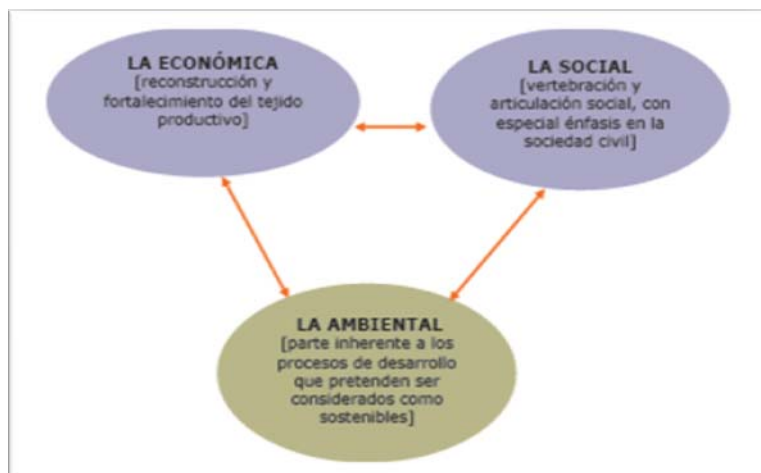 LA ECONÓMICA
[reconstrucción y
fortalecimiento del tejido
productivo]
LA SOCIAL
[vertebración y
articulación social, con
especial énfasis en la
sociedad civil]
LA AMBIENTAL
[parte inherente a los
procesos de desarrollo
que pretenden ser
considerados como
sostenibles]